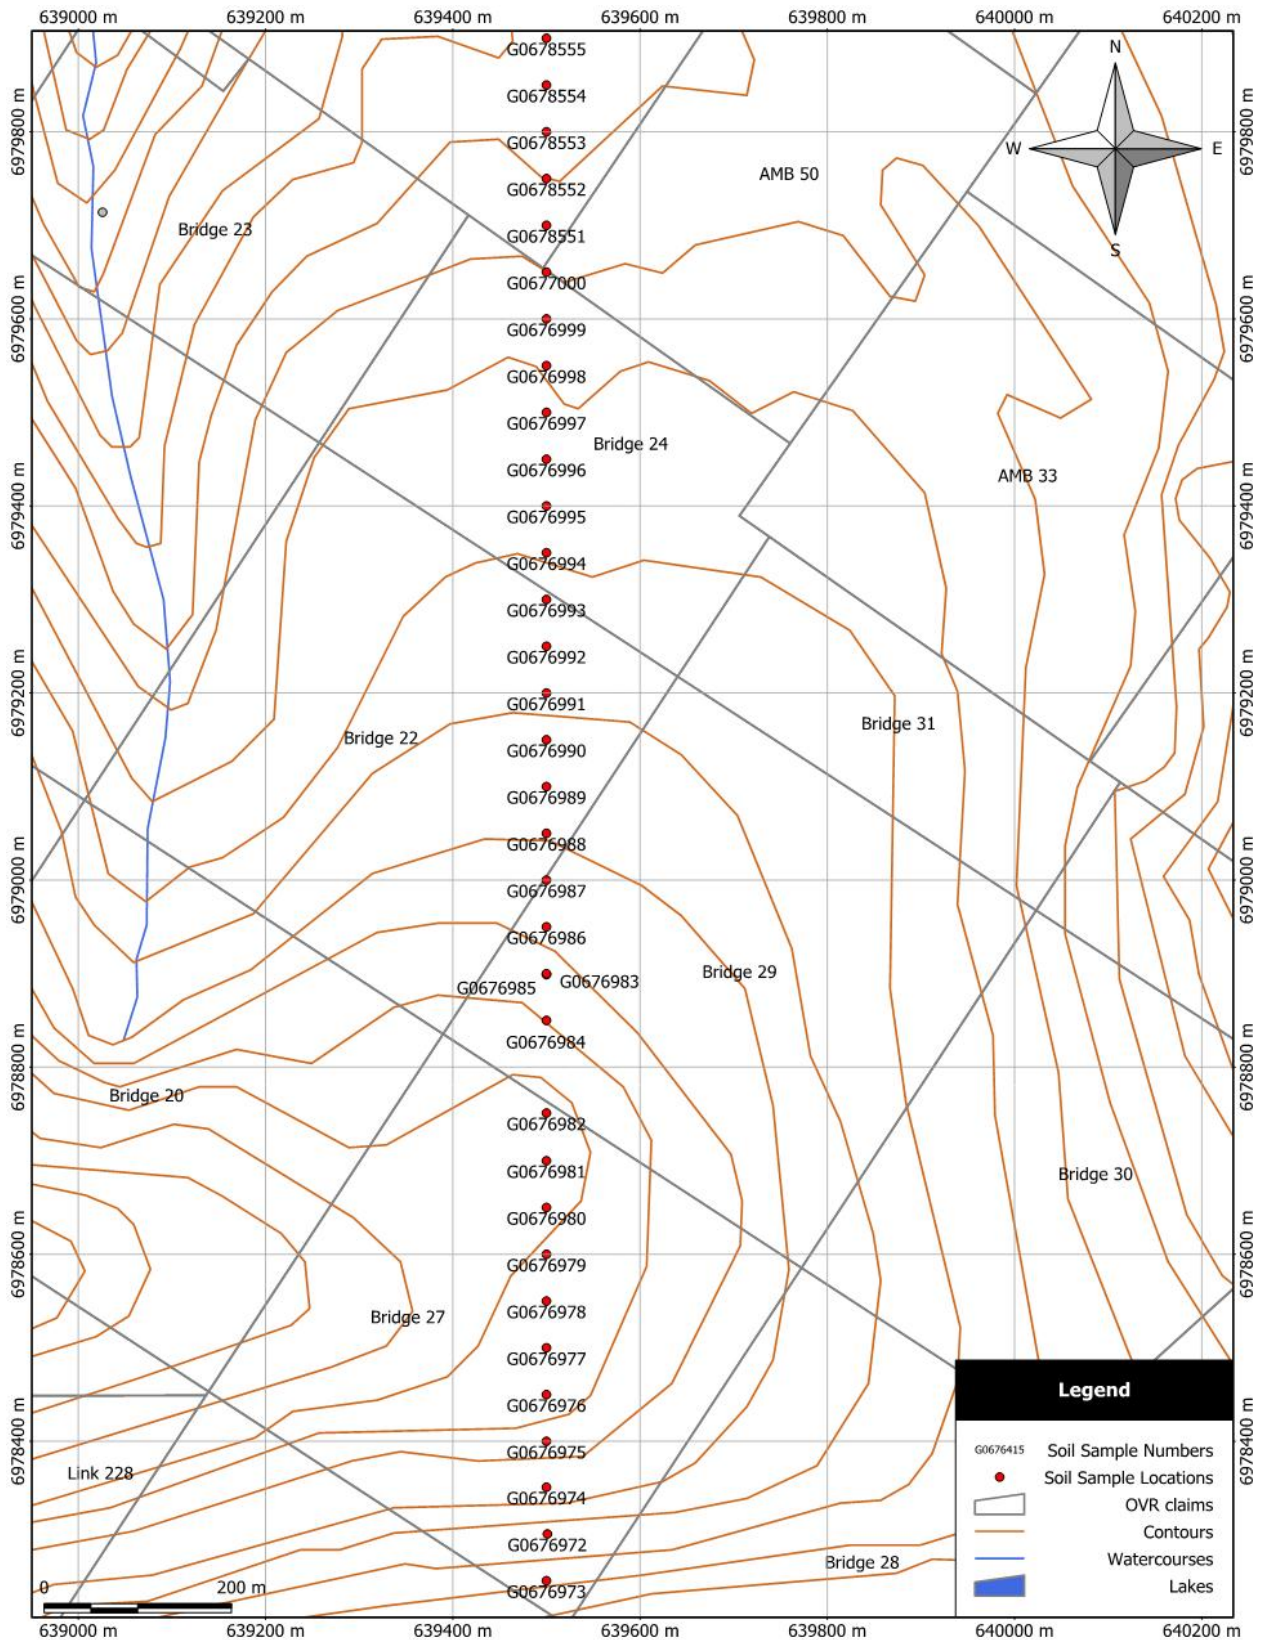 639000 m 639200 m 639400 m 639600 m 639800 m 640000 m 640200 m
N
W E
S
6979800 m 6979800 m
6979600 m 6979600 m
6979400 m 6979400 m
6979200 m 6979200 m
6979000 m 6979000 m
6978800 m 6978800 m
6978600 m 6978600 m
6978400 m 6978400 m
G0678555
G0678554
G0678553
AMB 50
G0678552
Bridge 23
G0678551
G0677000
G0676999
G0676998
G0676997
Bridge 24
G0676996
AMB 33
G0676995
G0676994
G0676993
G0676992
G0676991
Bridge 31
Bridge 22
G0676990
G0676989
G0676988
G0676987
G0676986
Bridge 29
G0676985 G0676983
G0676984
Bridge 20
G0676982
G0676981
Bridge 30
G0676980
G0676979
G0676978
Bridge 27
G0676977
G0676976
G0676975
Link 228
G0676974
G0676972
Bridge 28
G0676973
Legend
G0676415 Soil Sample Numbers
Soil Sample Locations
OVR claims
Contours
Watercourses
Lakes
0 200 m
639000 m 639200 m 639400 m 639600 m 639800 m 640000 m 640200 m